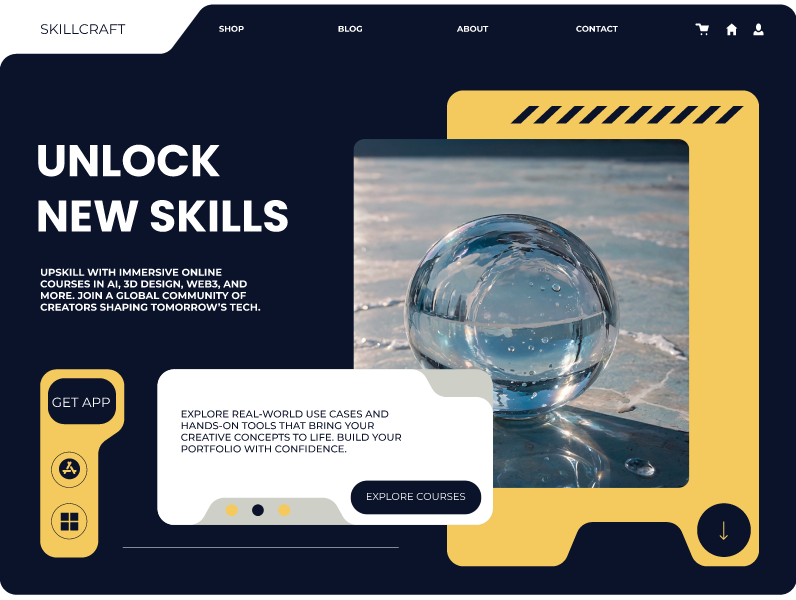 SKILLCRAFT
SHOP
BLOG
ABOUT
CONTACT
UNLOCK
NEW SKILLS
UPSKILL WITH IMMERSIVE ONLINE
COURSES IN AI, 3D DESIGN, WEB3, AND
MORE. JOIN A GLOBAL COMMUNITY OF
CREATORS SHAPING TOMORROW'S TECH.
GET APP
EXPLORE REAL-WORLD USE CASES AND
HANDS-ON TOOLS THAT BRING YOUR
CREATIVE CONCEPTS TO LIFE. BUILD YOUR
PORTFOLIO WITH CONFIDENCE.
EXPLORE COURSES